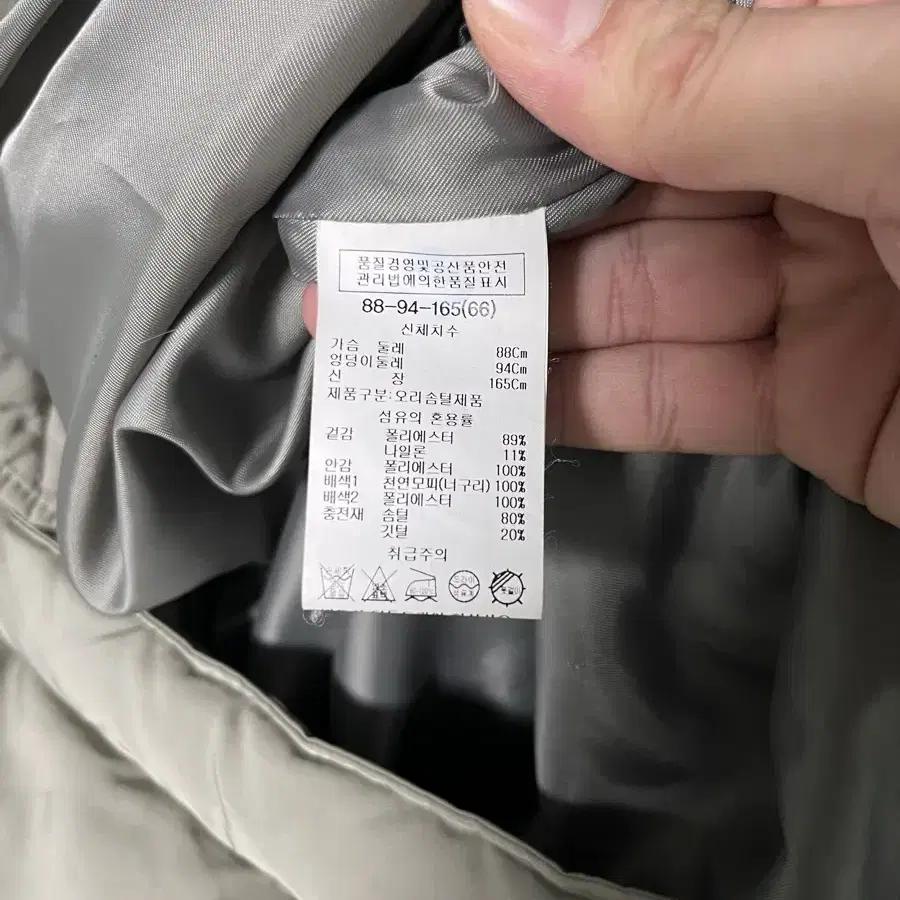 품질경영및공산품안전
관리법에의한품질표시
88-94-165(66)
신체치수
가슴 둘레 88Cm
엉덩이둘레 94Cm
신 장 165Cm
제품구분:오리솜털제품
섬유의 혼용률
겉감 폴리에스터 89%
나일론 11%
안감 폴리에스터 100%
배색1 천연모피(너구리) 100%
배색2 폴리에스터 100%
충전재 솜털 80%
깃털 20%
취급주의
드라이